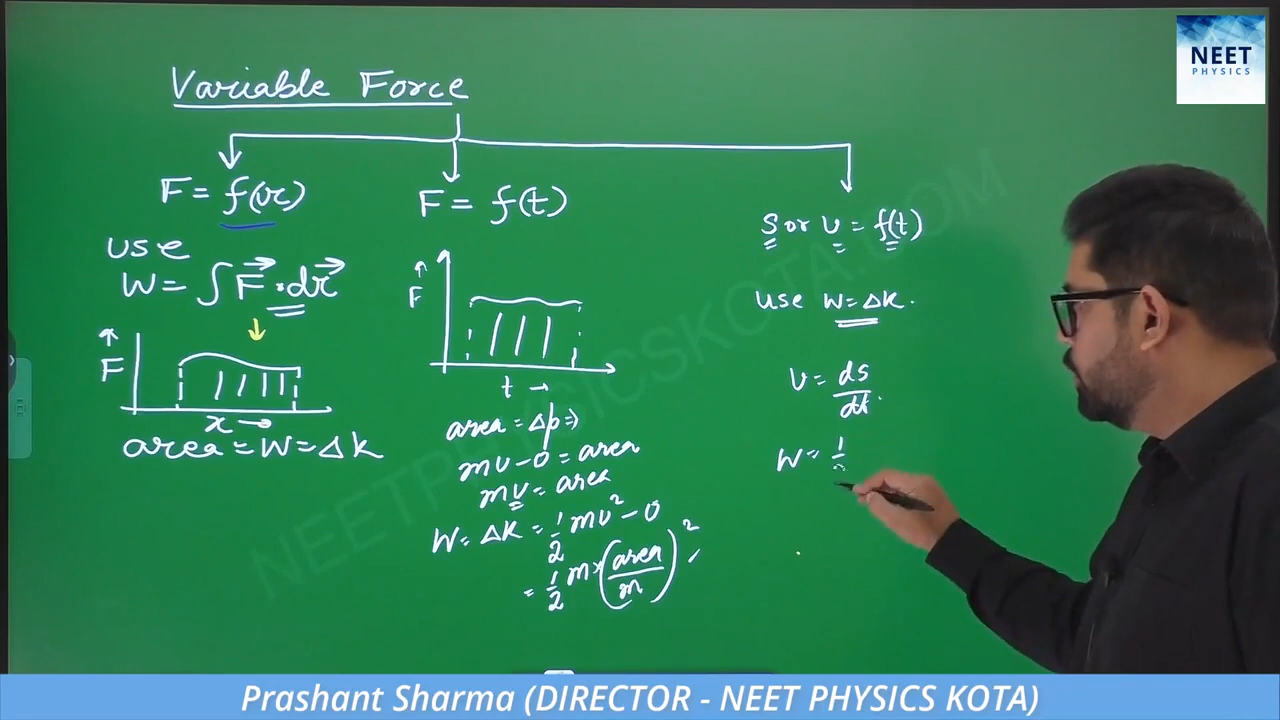 NEET
PHYSICS
Variable Force
F = f(x)
use
W = ∫ F⃗ · dx⃗
F
x →
area = W = Δk
F = f(t)
F
t →
area = Δp ⇒
mv - 0 = area
mv = area
W = Δk = 1/2 mv² - 0
= 1/2 m × (area/m)²
S or v = f(t)
use W = Δk.
v = ds/dt.
W = 1
NEETPHYSICSKOTA.COM
Prashant Sharma (DIRECTOR - NEET PHYSICS KOTA)